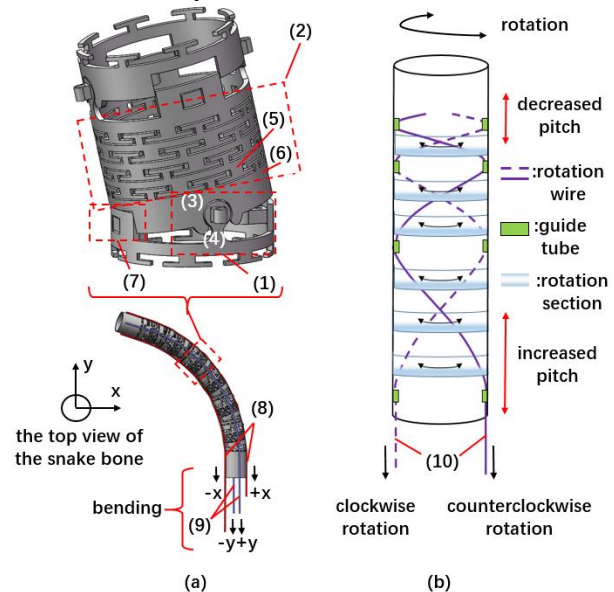 (2)
(5)
(6)
(3)
(4)
(7)
(1)
y
x
the top view of
the snake bone
(8)
bending
-x
+x
(9)
-y+y
(a)
rotation
decreased
pitch
:rotation
wire
:guide
tube
:rotation
section
increased
pitch
(10)
clockwise
rotation
counterclockwise
rotation
(b)